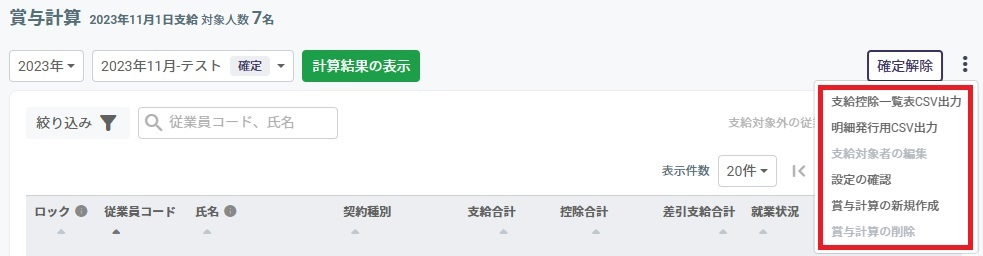 賞与計算 2023年11月1日支給 対象人数 7名
2023年 2023年11月-テスト 確定 計算結果の表示 確定解除
支給控除一覧表CSV出力
絞り込み 従業員コード、氏名 支給対象外の従 明細発行用CSV出力
支給対象者の編集
表示件数 20件 設定の確認
賞与計算の新規作成
ロック 従業員コード 氏名 契約種別 支給合計 控除合計 差引支給合計 就業状況
賞与計算の削除